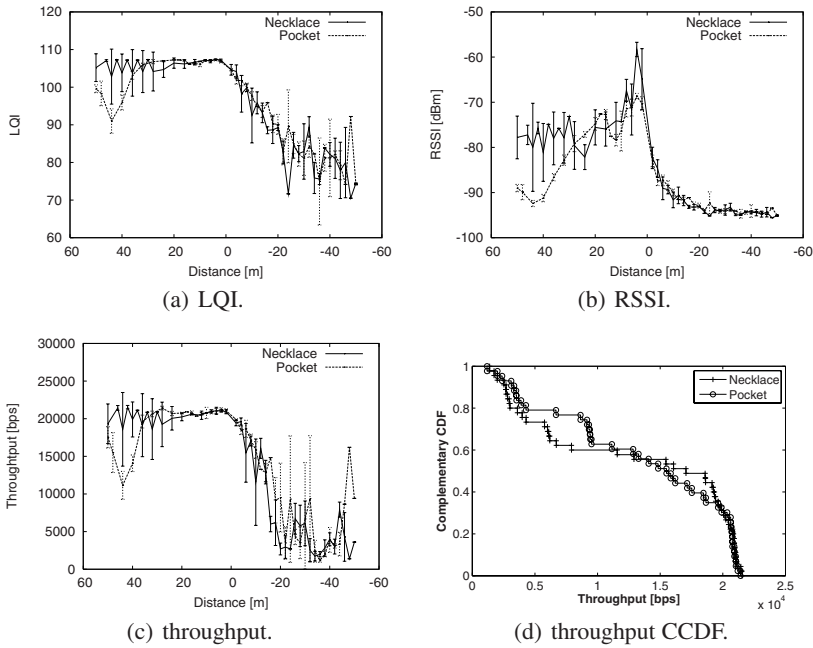 120
110
100
90
80
70
60
60 40 20 0 -20 -40 -60
LQI
Distance [m]
Necklace
Pocket
(a) LQI.
-50
-60
-70
-80
-90
-100
60 40 20 0 -20 -40 -60
RSSI [dBm]
Distance [m]
Necklace
Pocket
(b) RSSI.
30000
25000
20000
15000
10000
5000
0
60 40 20 0 -20 -40 -60
Throughtput [bps]
Distance [m]
Necklace
Pocket
(c) throughput.
1
0.8
0.6
0.4
0.2
0
0 0.5 1 1.5 2 2.5
x 10^4
Complementary CDF
Throughput [bps]
Necklace
Pocket
(d) throughput CCDF.